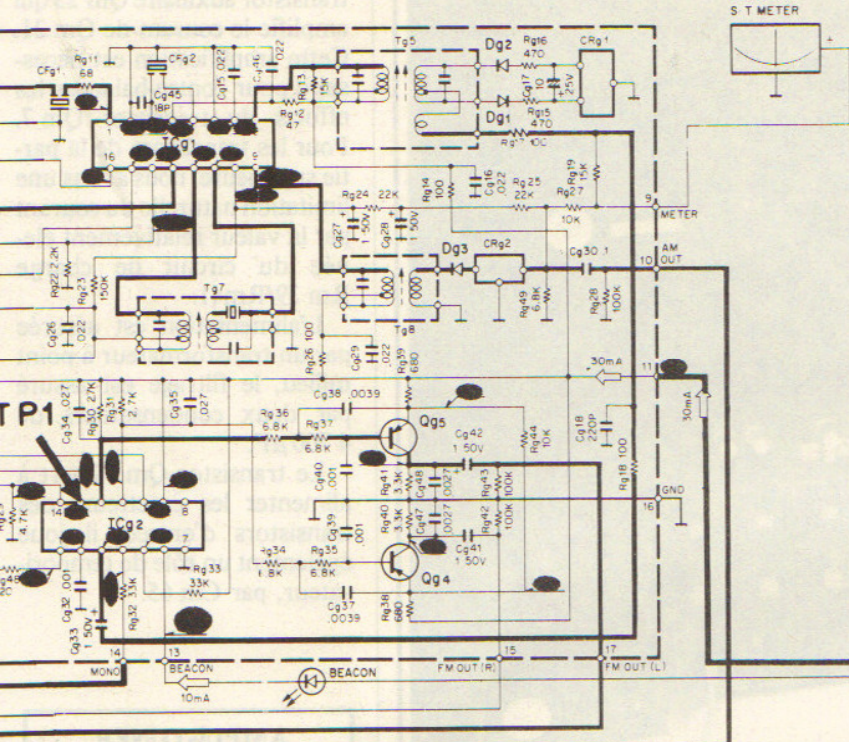 S·T METER
+
CFg1
Rg11
68
CFg2
Cg45
18P
Cg15 .022
Cg46
.022
Rg13
1K
Rg12
47
Tg5
Dg2
Rg16
470
Cg17
10
25V
CRg1
Dg1
Rg15
470
Rg17 100
ICg1
16
9
Rg14
100
Cg16
.022
Rg25
22K
Rg19
15K
Rg27
10K
9
METER
Rg24 22K
Cg27
1 50V
Cg28
1 50V
Dg3
CRg2
Cg30 .1
AM
10 OUT
Rg22 2.2K
Rg23
150K
Cg26
.022
Tg7
Tg8
Rg26 100
Cg29
.022
Rg39
680
Rg49
6.8K
Rg28
100K
30mA
11
30mA
T P1
Cg34 .027
Rg30 27K
Rg31
2.7K
Cg35
.027
Rg36
6.8K
Rg37
6.8K
Cg38 .0039
Qg5
Cg42
1 50V
Rg44
10K
Cg18
220P
Rg18 100
Cg40
.001
Rg41
3.3K
Cg48
.0027
Rg43
100K
Rg40
3.3K
Cg47
.0027
Rg42
100K
GND
16
4.7K
14
ICg2
8
Cg39
.001
Cg41
1 50V
Qg4
Rg34
6.8K
Rg35
6.8K
Rg33
33K
Cg37
.0039
Rg38
680
Cg32 .001
Cg33
1 50V
+
Rg32 33K
14
MONO
13
BEACON
15
FM OUT (R)
17
FM OUT (L)
10mA
BEACON